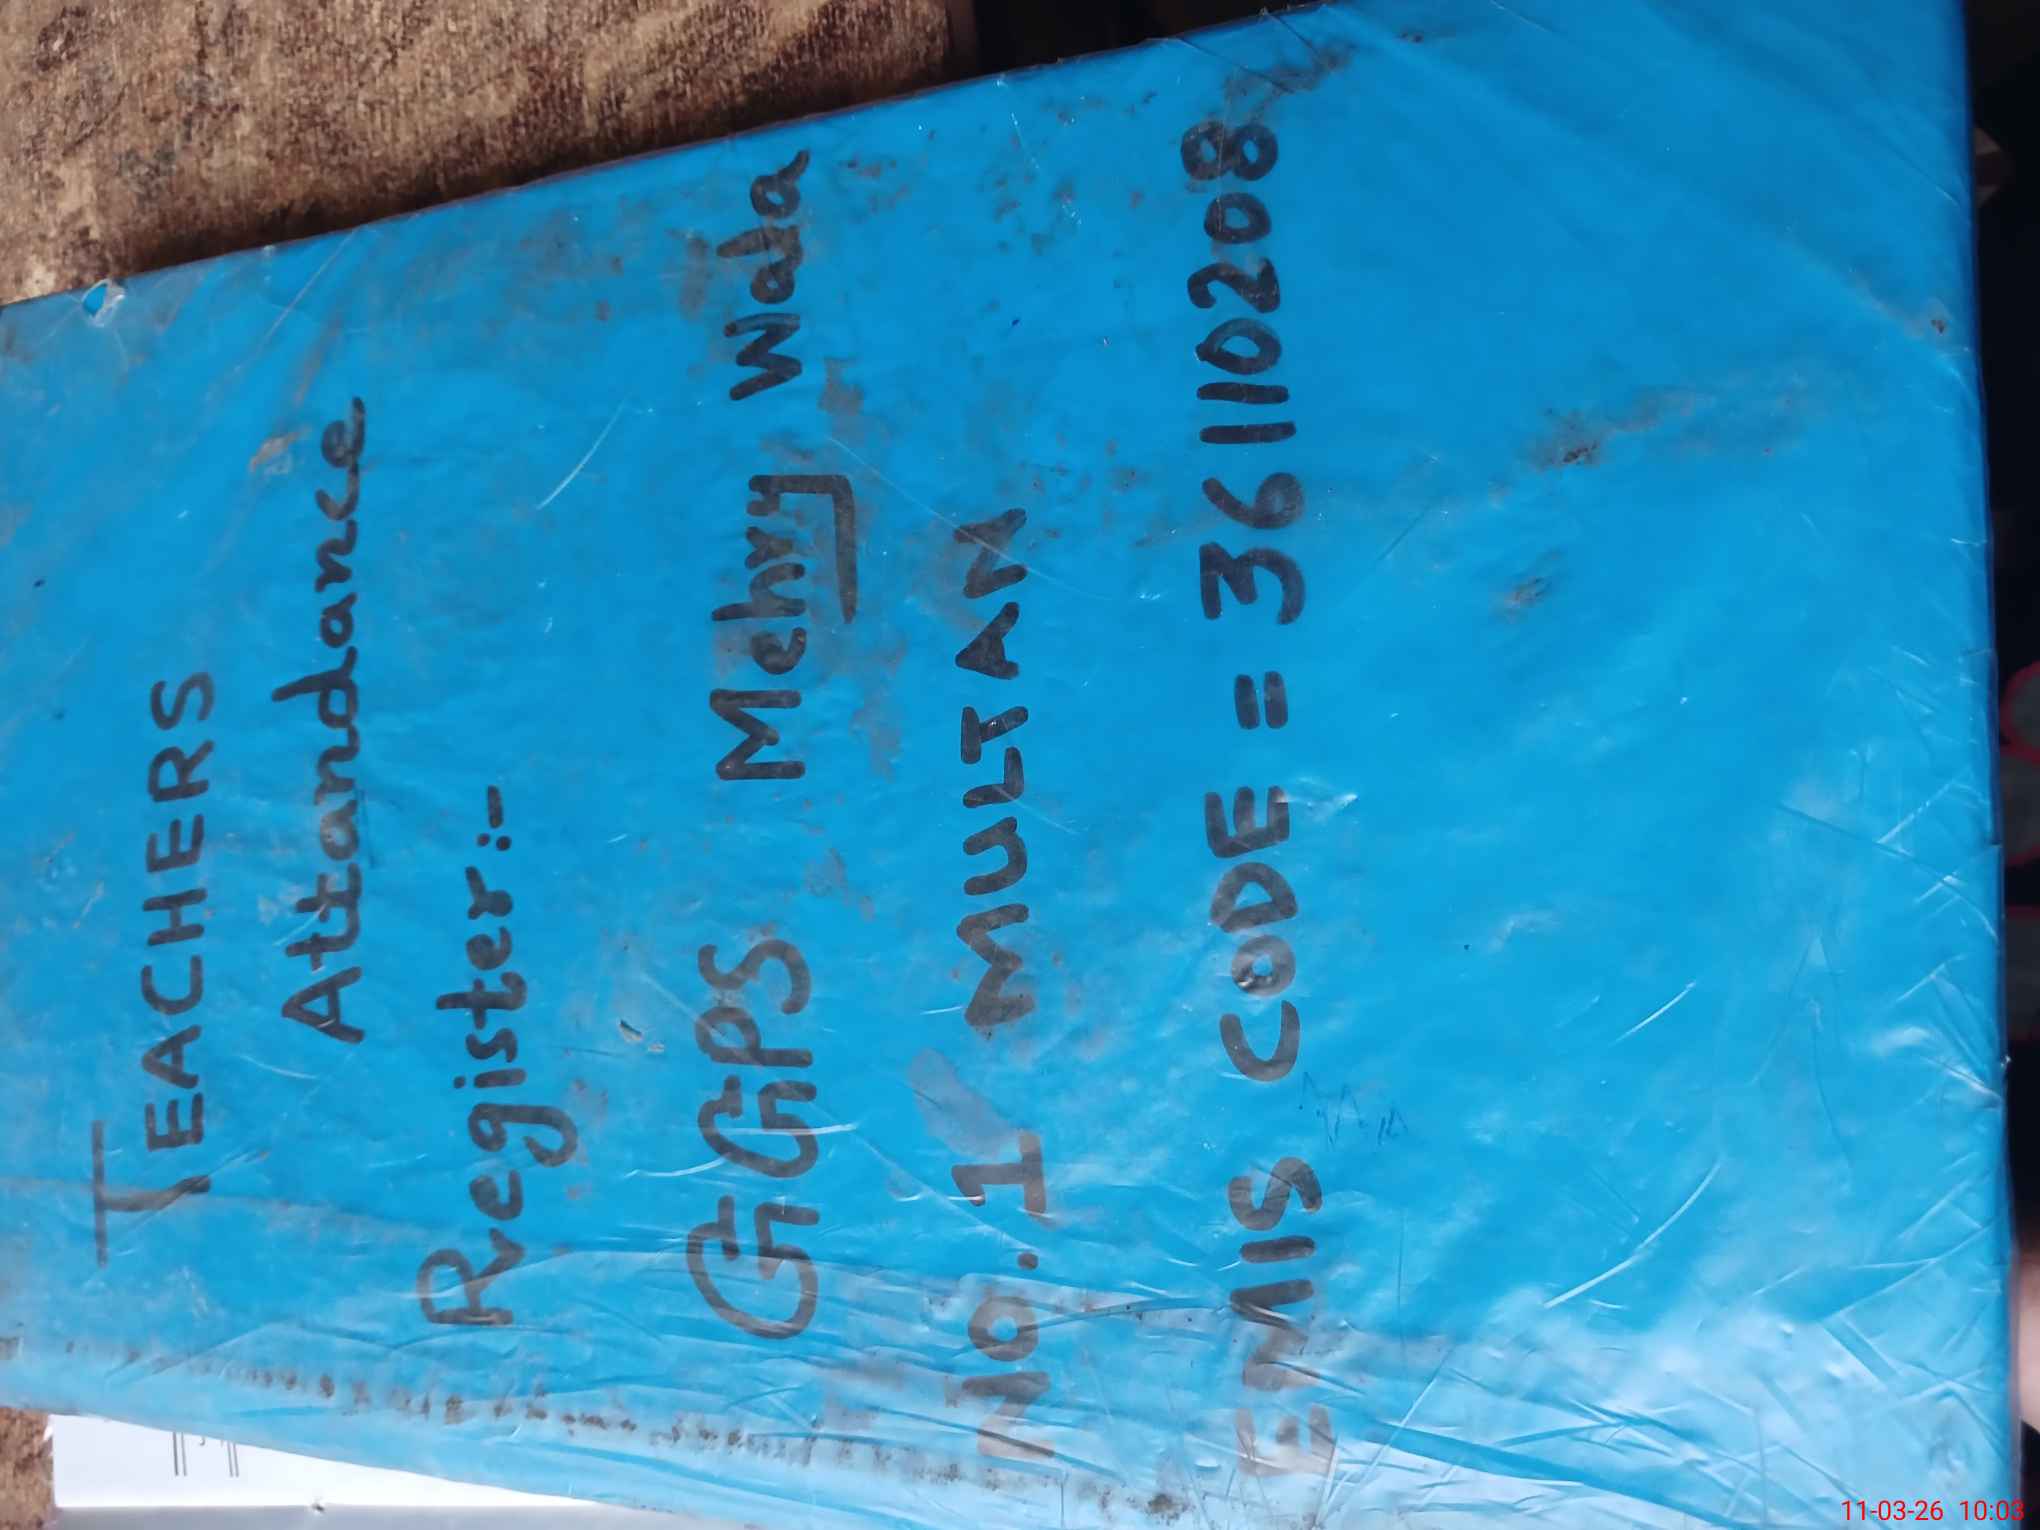 TEACHERS
Attandance
Register:-
GGPS Mehry Wala
NO.1 MULTAN
EMIS CODE = 36110208
11-03-26 10:03